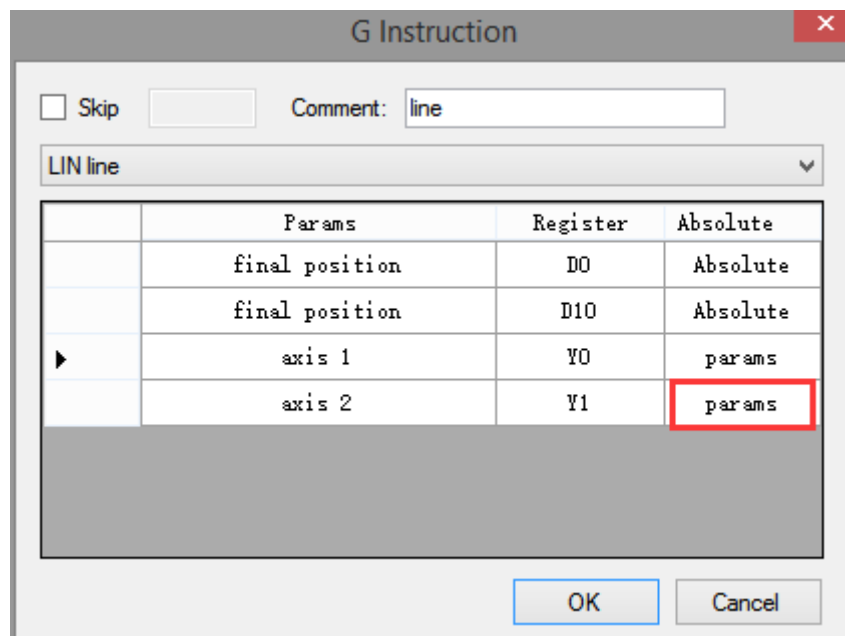 G Instruction
Skip Comment: line
LIN line
Params Register Absolute
final position D0 Absolute
final position D10 Absolute
axis 1 Y0 params
axis 2 Y1 params
OK Cancel